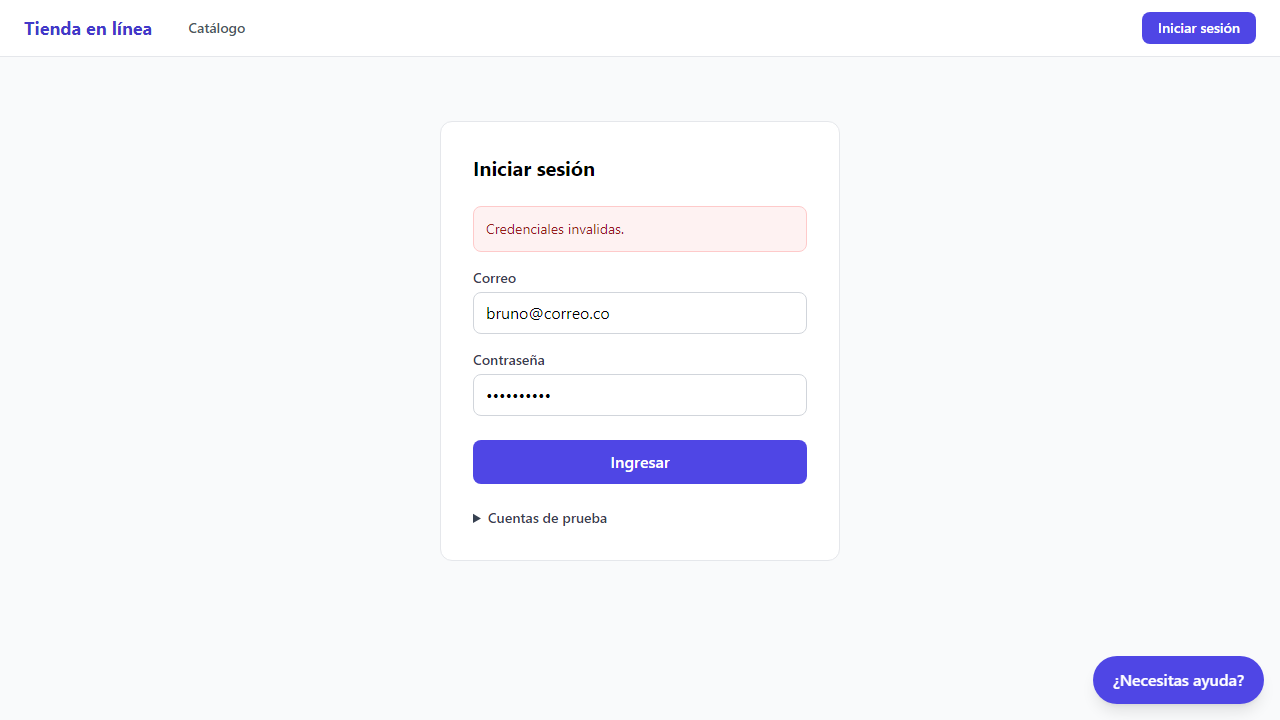 Tienda en línea
Catálogo
Iniciar sesión
Iniciar sesión
Credenciales invalidas.
Correo
bruno@correo.co
Contraseña
••••••••••
Ingresar
Cuentas de prueba
¿Necesitas ayuda?